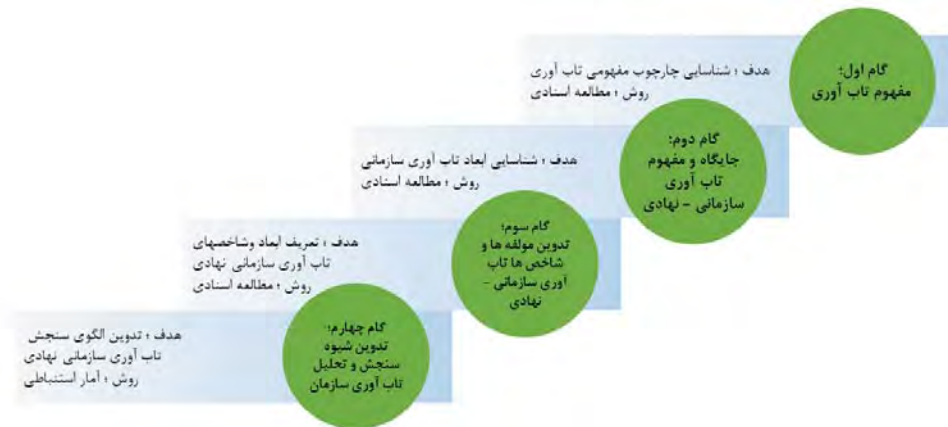 گام اول؛
مفهوم تاب آوری
هدف ؛ شناسایی چارچوب مفهومی تاب آوری
روش ؛ مطالعه اسنادی
گام دوم؛
جایگاه و مفهوم
تاب آوری
سازمانی - نهادی
هدف ؛ شناسایی ابعاد تاب آوری سازمانی
روش ؛ مطالعه اسنادی
گام سوم؛
تدوین مولفه ها و
شاخص ها تاب
آوری سازمانی -
نهادی
هدف ؛ تعریف ابعاد وشاخصهای
تاب آوری سازمانی نهادی
روش ؛ مطالعه اسنادی
گام چهارم؛
تدوین شیوه
سنجش و تحلیل
تاب آوری سازمان
هدف ؛ تدوین الگوی سنجش
تاب آوری سازمانی نهادی
روش ؛ آمار استنباطی